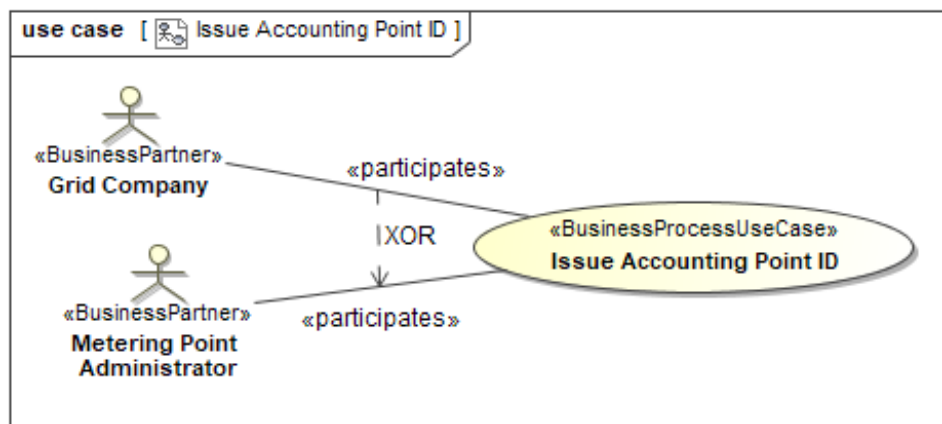 use case [ Issue Accounting Point ID ]
«BusinessPartner»
Grid Company
«participates»
XOR
«BusinessProcessUseCase»
Issue Accounting Point ID
«BusinessPartner»
Metering Point
Administrator
«participates»